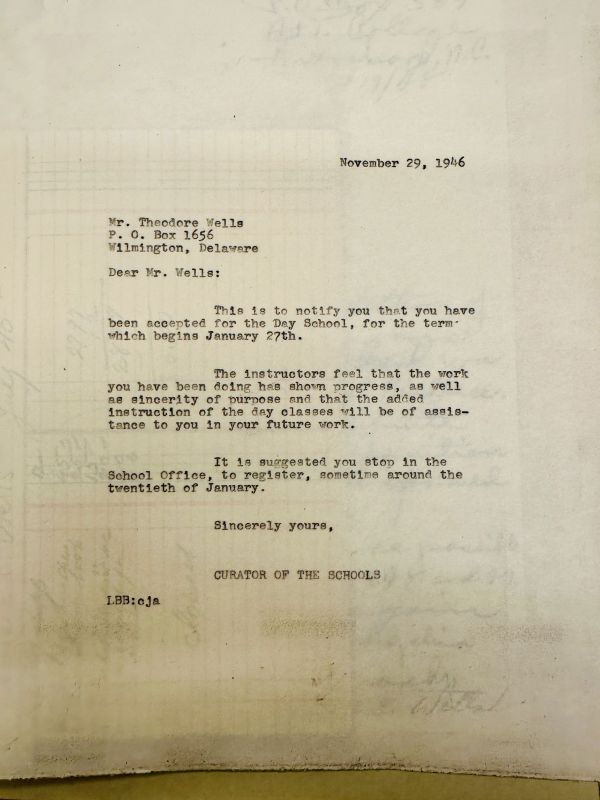 November 29, 1946
Mr. Theodore Wells
P. O. Box 1656
Wilmington, Delaware
Dear Mr. Wells:
This is to notify you that you have
been accepted for the Day School, for the term
which begins January 27th.
The instructors feel that the work
you have been doing has shown progress, as well
as sincerity of purpose and that the added
instruction of the day classes will be of assis-
tance to you in your future work.
It is suggested you stop in the
School Office, to register, sometime around the
twentieth of January.
Sincerely yours,
CURATOR OF THE SCHOOLS
LBB:cja